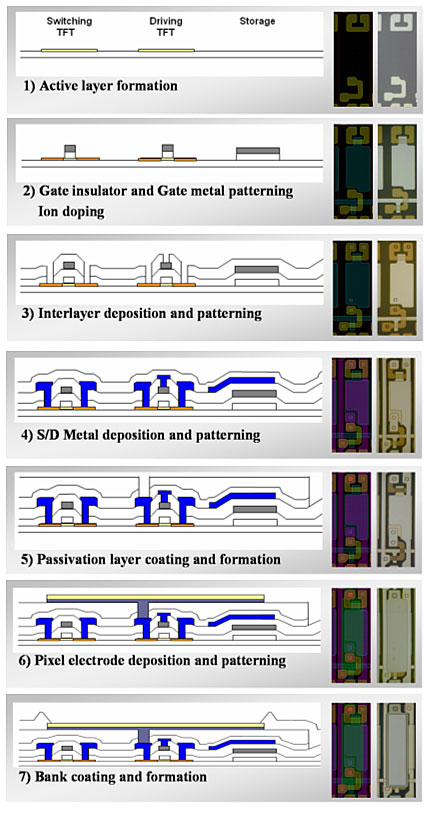 Switching Driving Storage
TFT TFT
1) Active layer formation
2) Gate insulator and Gate metal patterning
Ion doping
3) Interlayer deposition and patterning
4) S/D Metal deposition and patterning
5) Passivation layer coating and formation
6) Pixel electrode deposition and patterning
7) Bank coating and formation